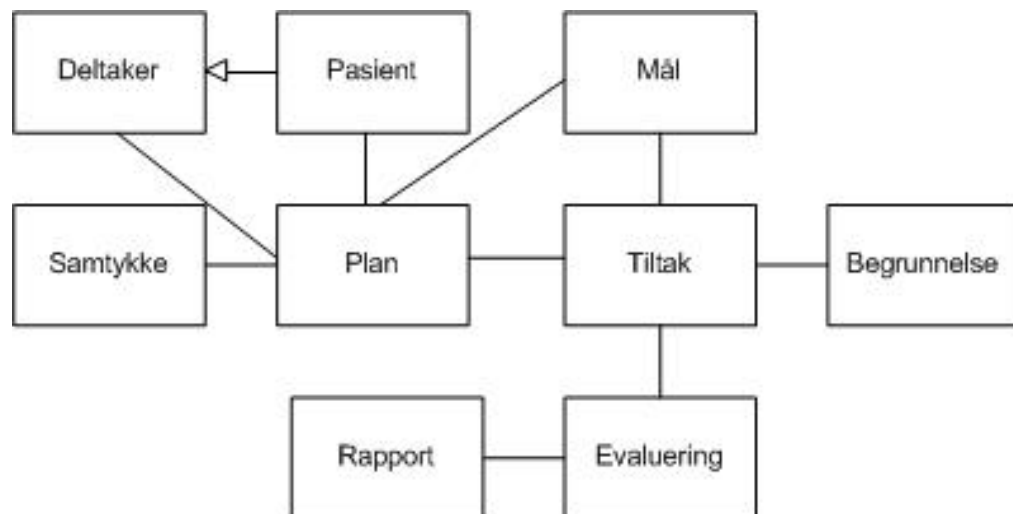 Deltaker
Pasient
Mål
Samtykke
Plan
Tiltak
Begrunnelse
Rapport
Evaluering